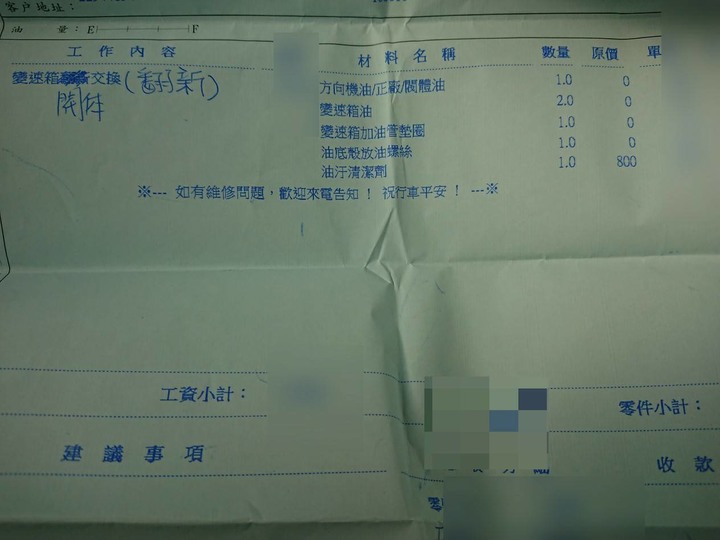 客戶地址：
油量：E F
工作內容
材料名稱 數量 原價 單
變速箱 交換(翻新)
閥体
方向機油/正廠/閥體油 1.0 0
變速箱油 2.0 0
變速箱加油管墊圈 1.0 0
油底殼放油螺絲 1.0 0
油汙清潔劑 1.0 800
※--- 如有維修問題，歡迎來電告知！ 祝行車平安！ ---※
工資小計：
零件小計：
建議事項
收款